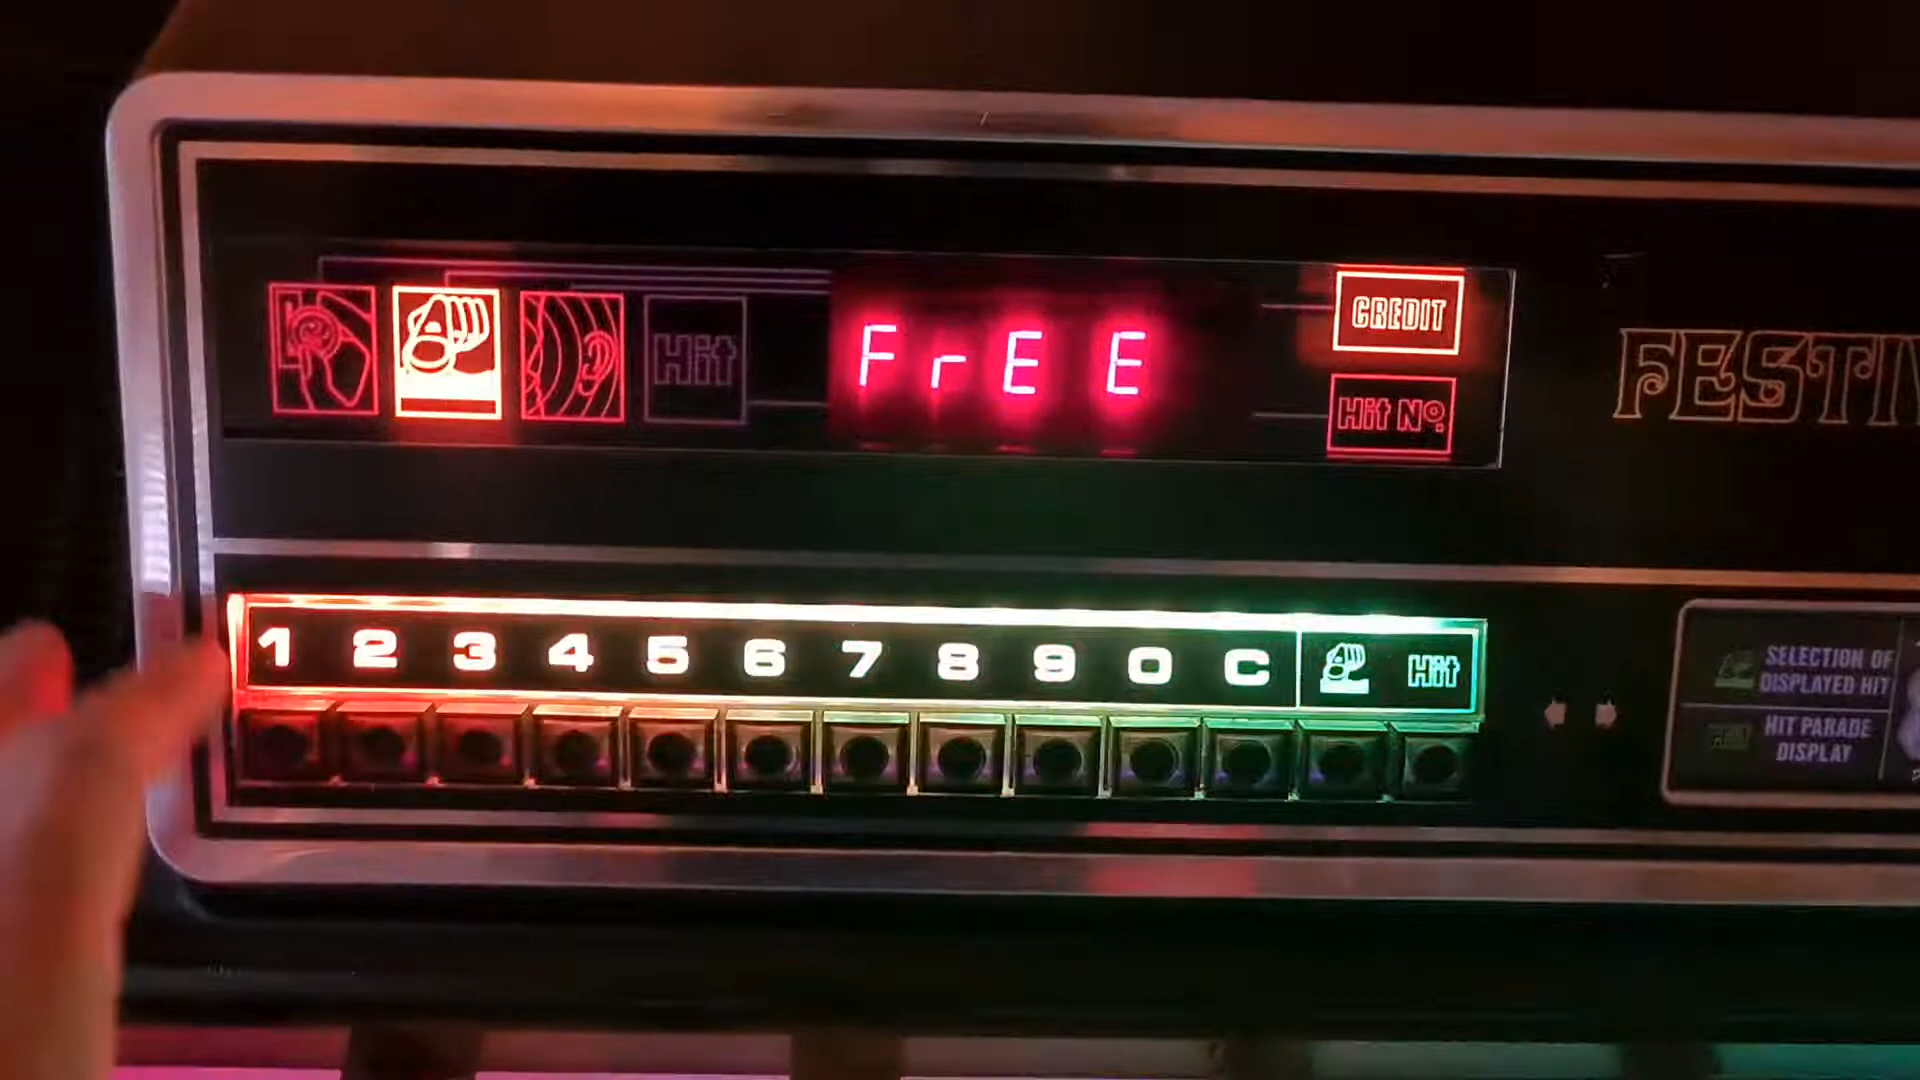 CREDIT
Hit
FrEE
Hit No.
FESTI
1 2 3 4 5 6 7 8 9 0 C Hit
SELECTION OF
DISPLAYED HIT
HIT PARADE
DISPLAY